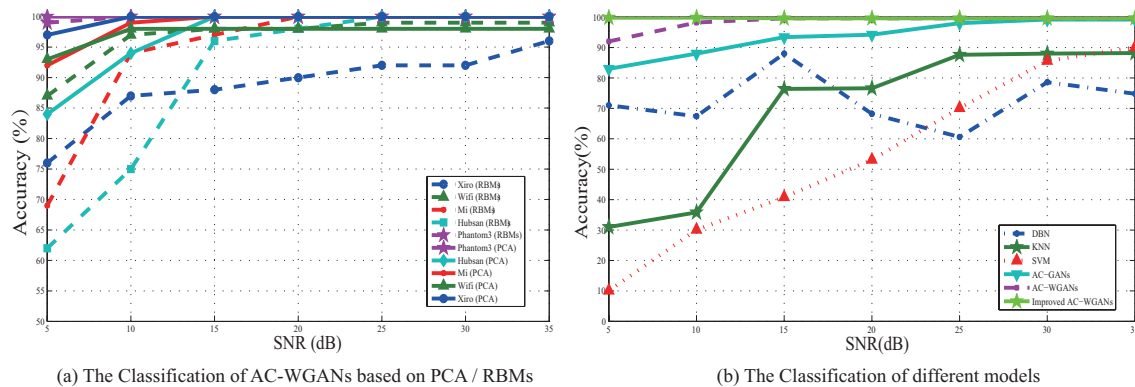 100
95
90
85
80
75
70
65
60
55
50
5
10
15
20
25
30
35
Accuracy (%)
SNR (dB)
Xiro (RBMs)
Wifi (RBMs)
Mi (RBMs)
Hubsan (RBMs)
Phantom3 (RBMs)
Phantom3 (PCA)
Hubsan (PCA)
Mi (PCA)
Wifi (PCA)
Xiro (PCA)
(a) The Classification of AC-WGANs based on PCA / RBMs
100
90
80
70
60
50
40
30
20
10
0
5
10
15
20
25
30
3
Accuracy(%)
SNR(dB)
DBN
KNN
SVM
AC-GANs
AC-WGANs
Improved AC-WGANs
(b) The Classification of different models